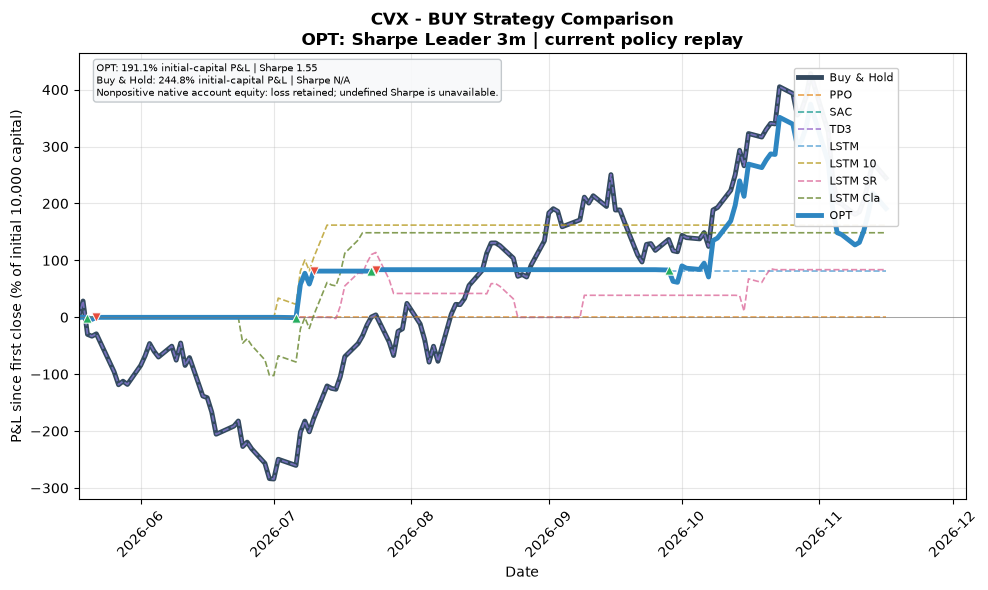 CVX - BUY Strategy Comparison
OPT: Sharpe Leader 3m | current policy replay
OPT: 191.1% initial-capital P&L | Sharpe 1.55
Buy & Hold: 244.8% initial-capital P&L | Sharpe N/A
Nonpositive native account equity: loss retained; undefined Sharpe is unavailable.
Buy & Hold
PPO
SAC
TD3
LSTM
LSTM 10
LSTM SR
LSTM Cla
OPT
P&L since first close (% of initial 10,000 capital)
400
300
200
100
0
−100
−200
−300
2026-06
2026-07
2026-08
2026-09
2026-10
2026-11
2026-12
Date